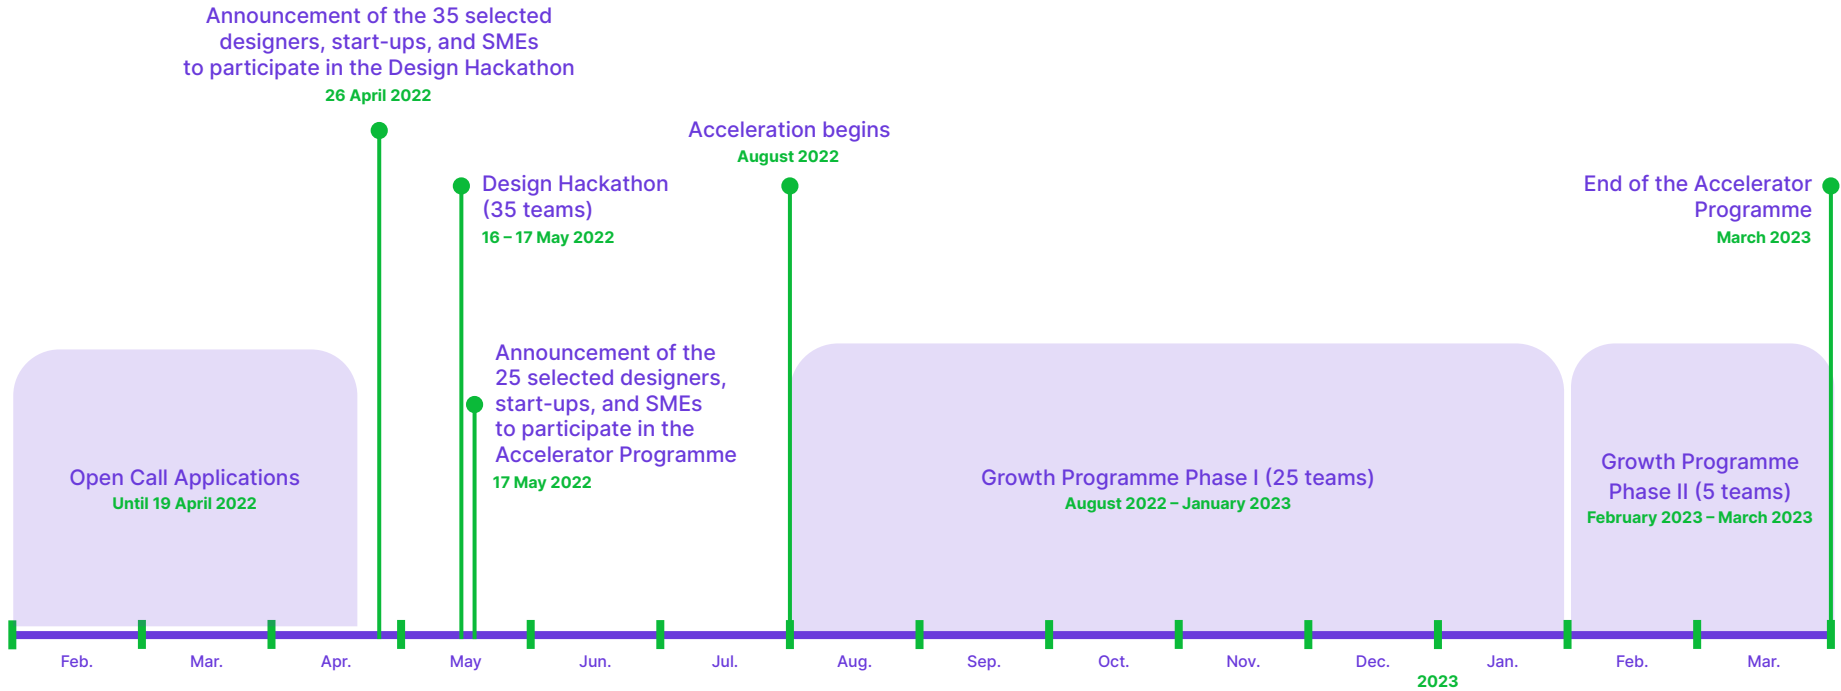 Announcement of the 35 selected
designers, start-ups, and SMEs
to participate in the Design Hackathon
26 April 2022
Acceleration begins
August 2022
Design Hackathon
(35 teams)
16 – 17 May 2022
End of the Accelerator
Programme
March 2023
Announcement of the
25 selected designers,
start-ups, and SMEs
to participate in the
Accelerator Programme
17 May 2022
Open Call Applications
Until 19 April 2022
Growth Programme Phase I (25 teams)
August 2022 – January 2023
Growth Programme
Phase II (5 teams)
February 2023 – March 2023
Feb. Mar. Apr. May Jun. Jul. Aug. Sep. Oct. Nov. Dec. Jan. Feb. Mar.
2023